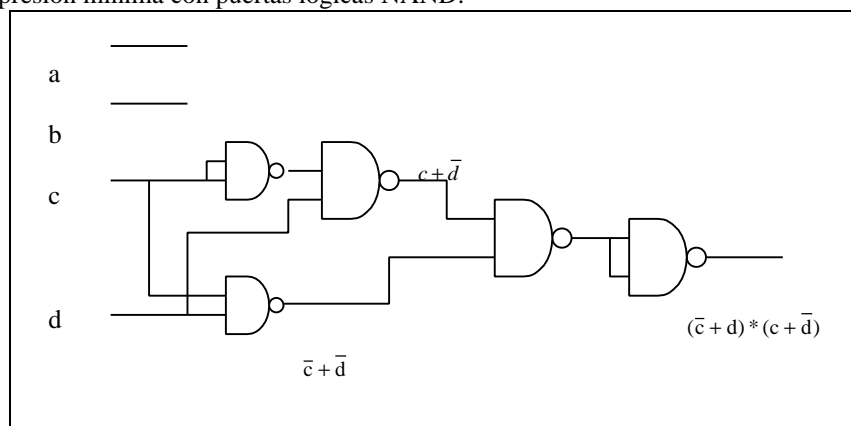 presión mínima con puertas lógicas NAND:
a
b
c
c + d̅
d
(c̅ + d) * (c + d̅)
c̅ + d̅